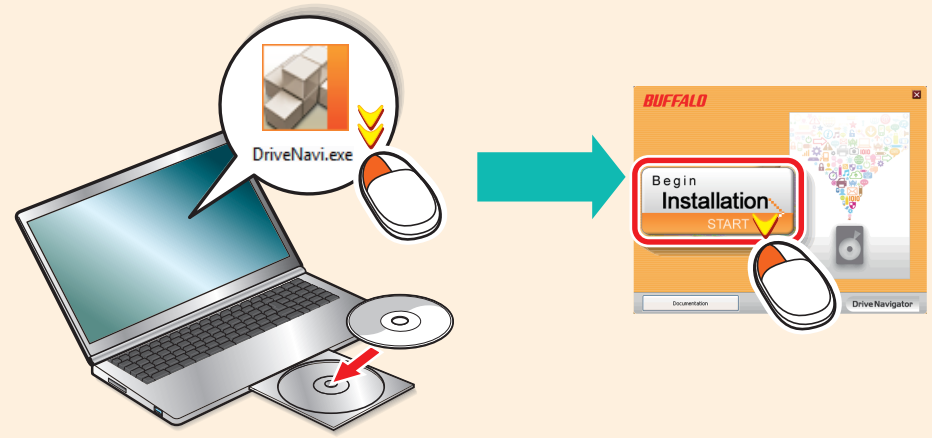 DriveNavi.exe
BUFFALO
Begin
Installation
START
Documentation
DriveNavigator